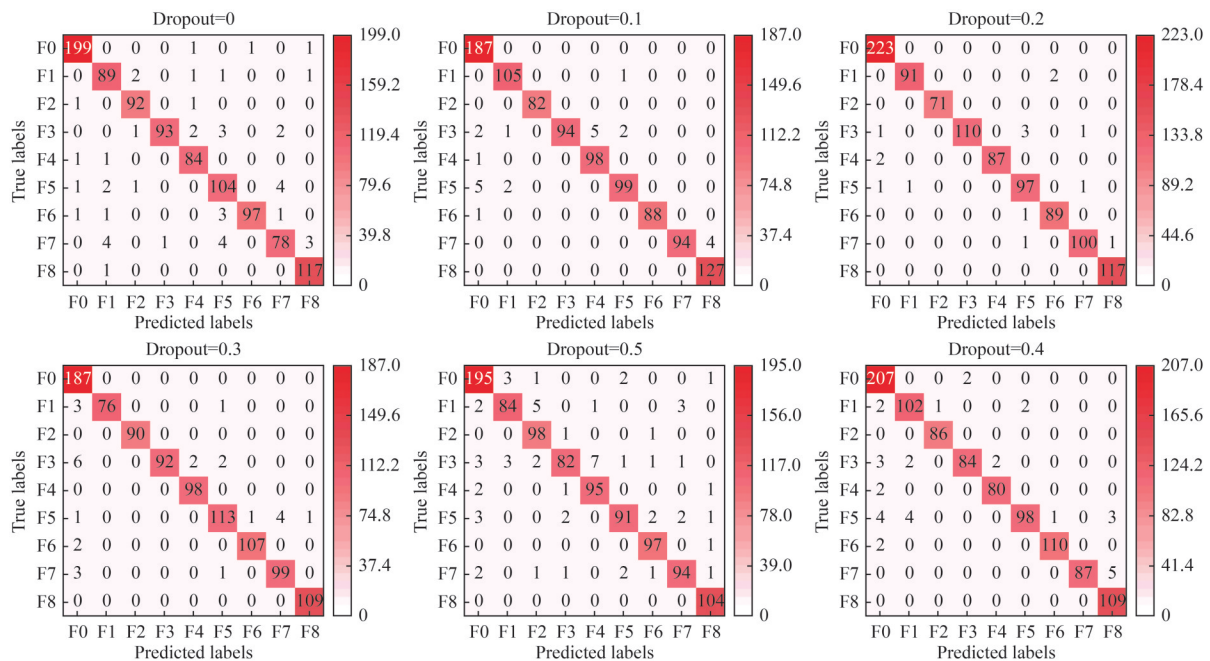 Dropout=0
True labels
F0 199 0 0 0 1 0 1 0 1
F1 0 89 2 0 1 1 0 0 1
F2 1 0 92 0 1 0 0 0 0
F3 0 0 1 93 2 3 0 2 0
F4 1 1 0 0 84 0 0 0 0
F5 1 2 1 0 0 104 0 4 0
F6 1 1 0 0 0 3 97 1 0
F7 0 4 0 1 0 4 0 78 3
F8 0 1 0 0 0 0 0 0 117
F0 F1 F2 F3 F4 F5 F6 F7 F8
Predicted labels
199.0
159.2
119.4
79.6
39.8
0
Dropout=0.1
True labels
F0 187 0 0 0 0 0 0 0 0
F1 0 105 0 0 0 1 0 0 0
F2 0 0 82 0 0 0 0 0 0
F3 2 1 0 94 5 2 0 0 0
F4 1 0 0 0 98 0 0 0 0
F5 5 2 0 0 0 99 0 0 0
F6 1 0 0 0 0 0 88 0 0
F7 0 0 0 0 0 0 0 94 4
F8 0 0 0 0 0 0 0 0 127
F0 F1 F2 F3 F4 F5 F6 F7 F8
Predicted labels
187.0
149.6
112.2
74.8
37.4
0
Dropout=0.2
True labels
F0 223 0 0 0 0 0 0 0 0
F1 0 91 0 0 0 0 2 0 0
F2 0 0 71 0 0 0 0 0 0
F3 1 0 0 110 0 3 0 1 0
F4 2 0 0 0 87 0 0 0 0
F5 1 1 0 0 0 97 0 1 0
F6 0 0 0 0 0 1 89 0 0
F7 0 0 0 0 0 1 0 100 1
F8 0 0 0 0 0 0 0 0 117
F0 F1 F2 F3 F4 F5 F6 F7 F8
Predicted labels
223.0
178.4
133.8
89.2
44.6
0
Dropout=0.3
True labels
F0 187 0 0 0 0 0 0 0 0
F1 3 76 0 0 0 1 0 0 0
F2 0 0 90 0 0 0 0 0 0
F3 6 0 0 92 2 2 0 0 0
F4 0 0 0 0 98 0 0 0 0
F5 1 0 0 0 0 113 1 4 1
F6 2 0 0 0 0 0 107 0 0
F7 3 0 0 0 0 1 0 99 0
F8 0 0 0 0 0 0 0 0 109
F0 F1 F2 F3 F4 F5 F6 F7 F8
Predicted labels
187.0
149.6
112.2
74.8
37.4
0
Dropout=0.5
True labels
F0 195 3 1 0 0 2 0 0 1
F1 2 84 5 0 1 0 0 3 0
F2 0 0 98 1 0 0 1 0 0
F3 3 3 2 82 7 1 1 1 0
F4 2 0 0 1 95 0 0 0 1
F5 3 0 0 2 0 91 2 2 1
F6 0 0 0 0 0 0 97 0 1
F7 2 0 1 1 0 2 1 94 1
F8 0 0 0 0 0 0 0 0 104
F0 F1 F2 F3 F4 F5 F6 F7 F8
Predicted labels
195.0
156.0
117.0
78.0
39.0
0
Dropout=0.4
True labels
F0 207 0 0 2 0 0 0 0 0
F1 2 102 1 0 0 2 0 0 0
F2 0 0 86 0 0 0 0 0 0
F3 3 2 0 84 2 0 0 0 0
F4 2 0 0 0 80 0 0 0 0
F5 4 4 0 0 0 98 1 0 3
F6 2 0 0 0 0 0 110 0 0
F7 0 0 0 0 0 0 0 87 5
F8 0 0 0 0 0 0 0 0 109
F0 F1 F2 F3 F4 F5 F6 F7 F8
Predicted labels
207.0
165.6
124.2
82.8
41.4
0